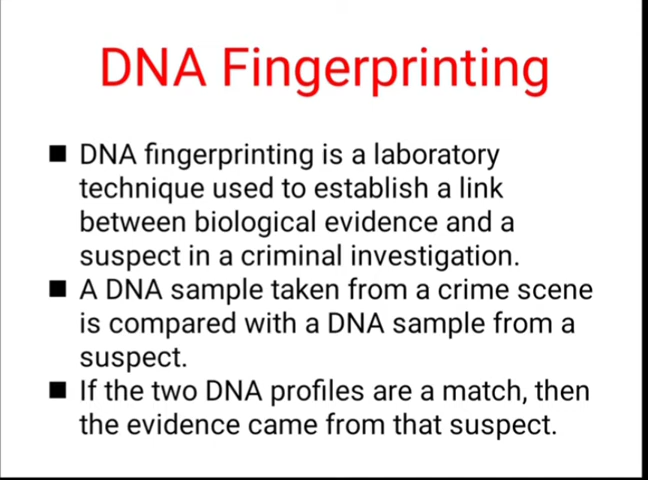 DNA Fingerprinting
■ DNA fingerprinting is a laboratory
technique used to establish a link
between biological evidence and a
suspect in a criminal investigation.
■ A DNA sample taken from a crime scene
is compared with a DNA sample from a
suspect.
■ If the two DNA profiles are a match, then
the evidence came from that suspect.